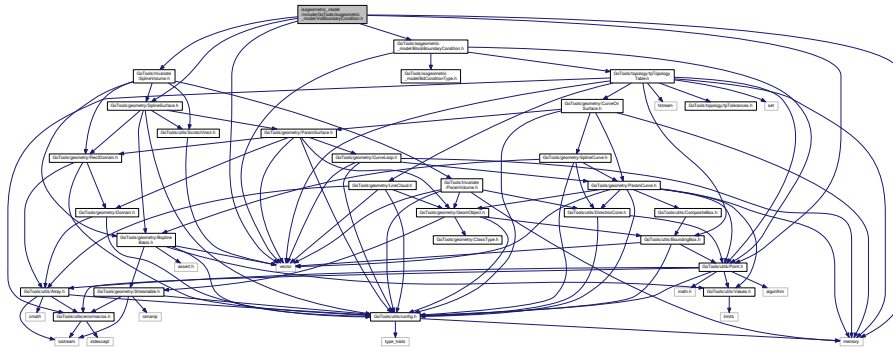 isogeometric_model
/include/GoTools/isogeometric
_model/VolBoundaryCondition.h
GoTools/isogeometric
_model/BlockBoundaryCondition.h
GoTools/trivariate
/SplineVolume.h
GoTools/isogeometric
_model/BdConditionType.h
GoTools/topology/tpTopology
Table.h
GoTools/geometry/SplineSurface.h
GoTools/geometry/CurveOn
Surface.h
fstream
GoTools/topology/tpTolerances.h
set
GoTools/utils/ScratchVect.h
GoTools/geometry/ParamSurface.h
GoTools/geometry/RectDomain.h
GoTools/geometry/CurveLoop.h
GoTools/geometry/SplineCurve.h
GoTools/geometry/LineCloud.h
GoTools/trivariate
/ParamVolume.h
GoTools/geometry/ParamCurve.h
GoTools/geometry/Domain.h
GoTools/geometry/GeomObject.h
GoTools/utils/DirectionCone.h
GoTools/utils/CompositeBox.h
GoTools/geometry/Bspline
Basis.h
GoTools/geometry/ClassType.h
GoTools/utils/BoundingBox.h
assert.h
vector
GoTools/utils/Point.h
GoTools/utils/Array.h
GoTools/geometry/Streamable.h
math.h
GoTools/utils/Values.h
algorithm
cmath
GoTools/utils/errormacros.h
iomanip
GoTools/utils/config.h
limits
iostream
stdexcept
type_traits
memory